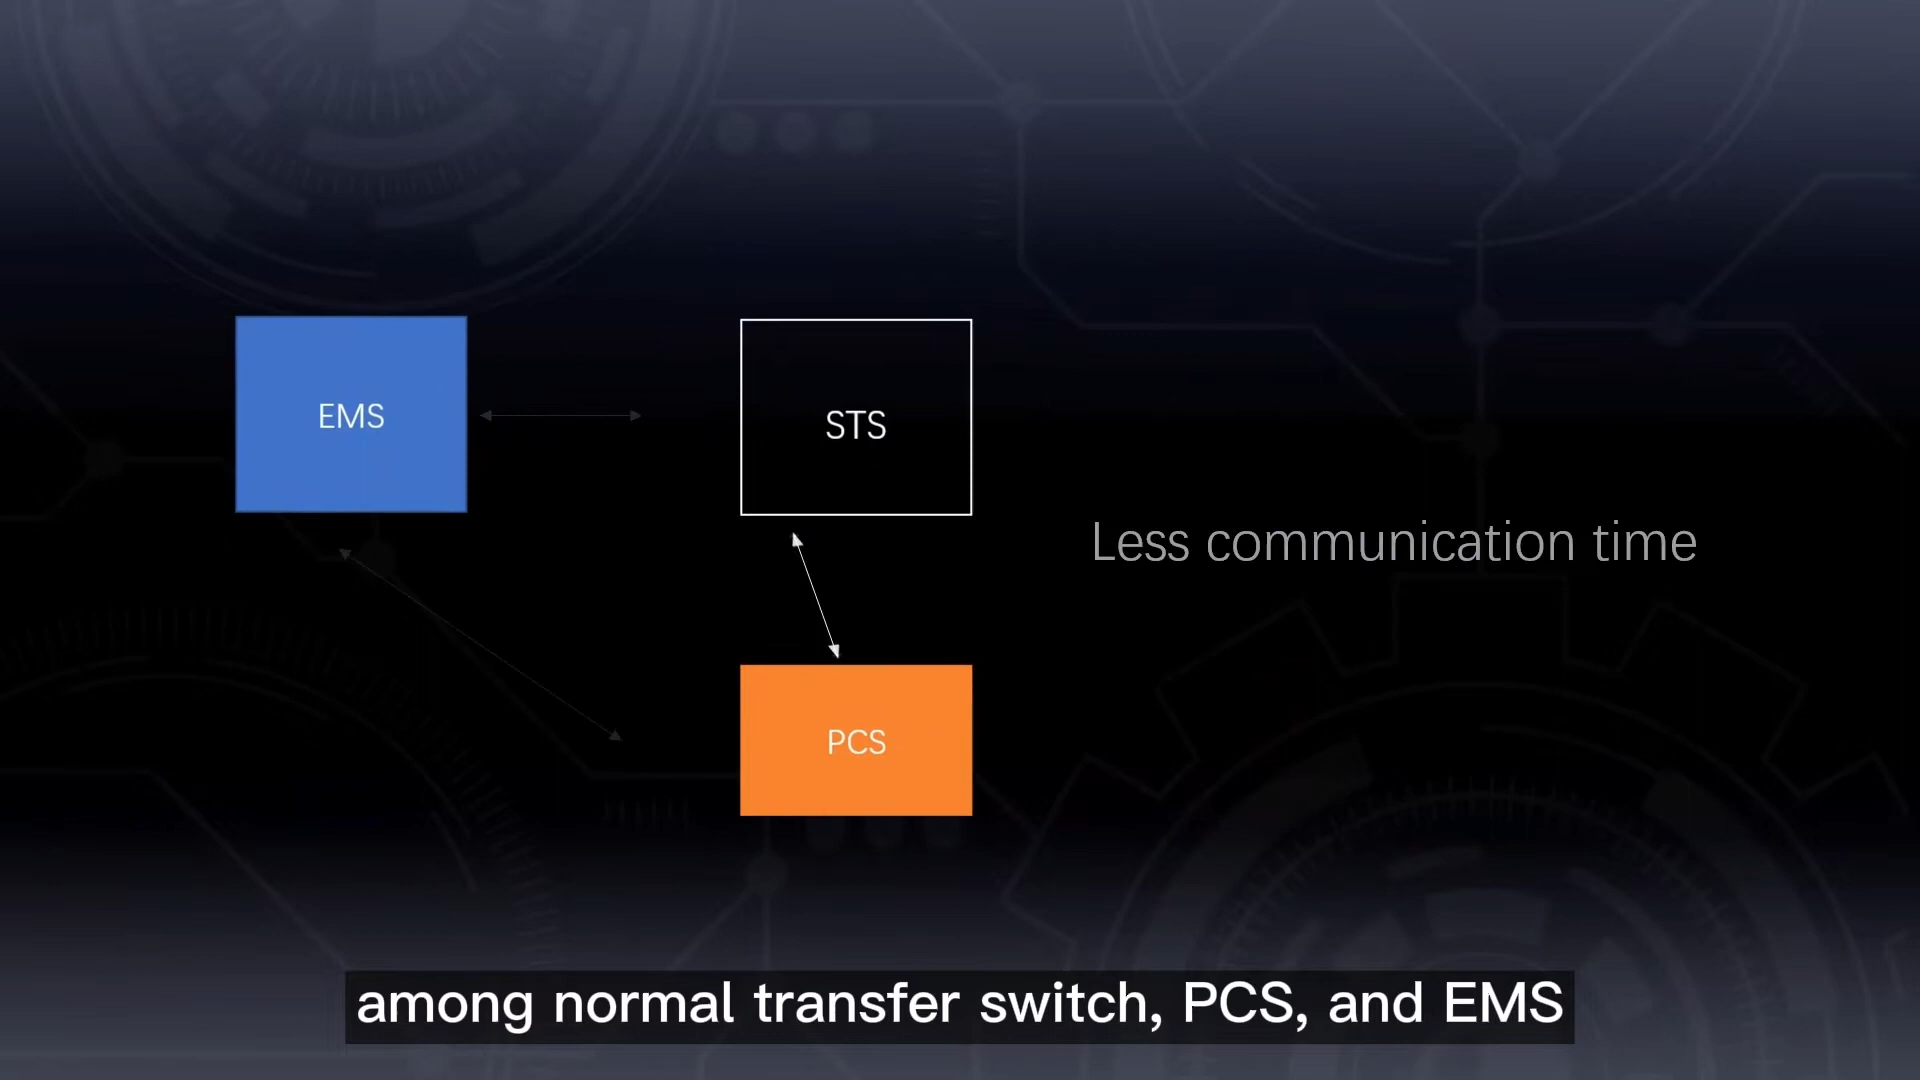 EMS
STS
Less communication time
PCS
among normal transfer switch, PCS, and EMS